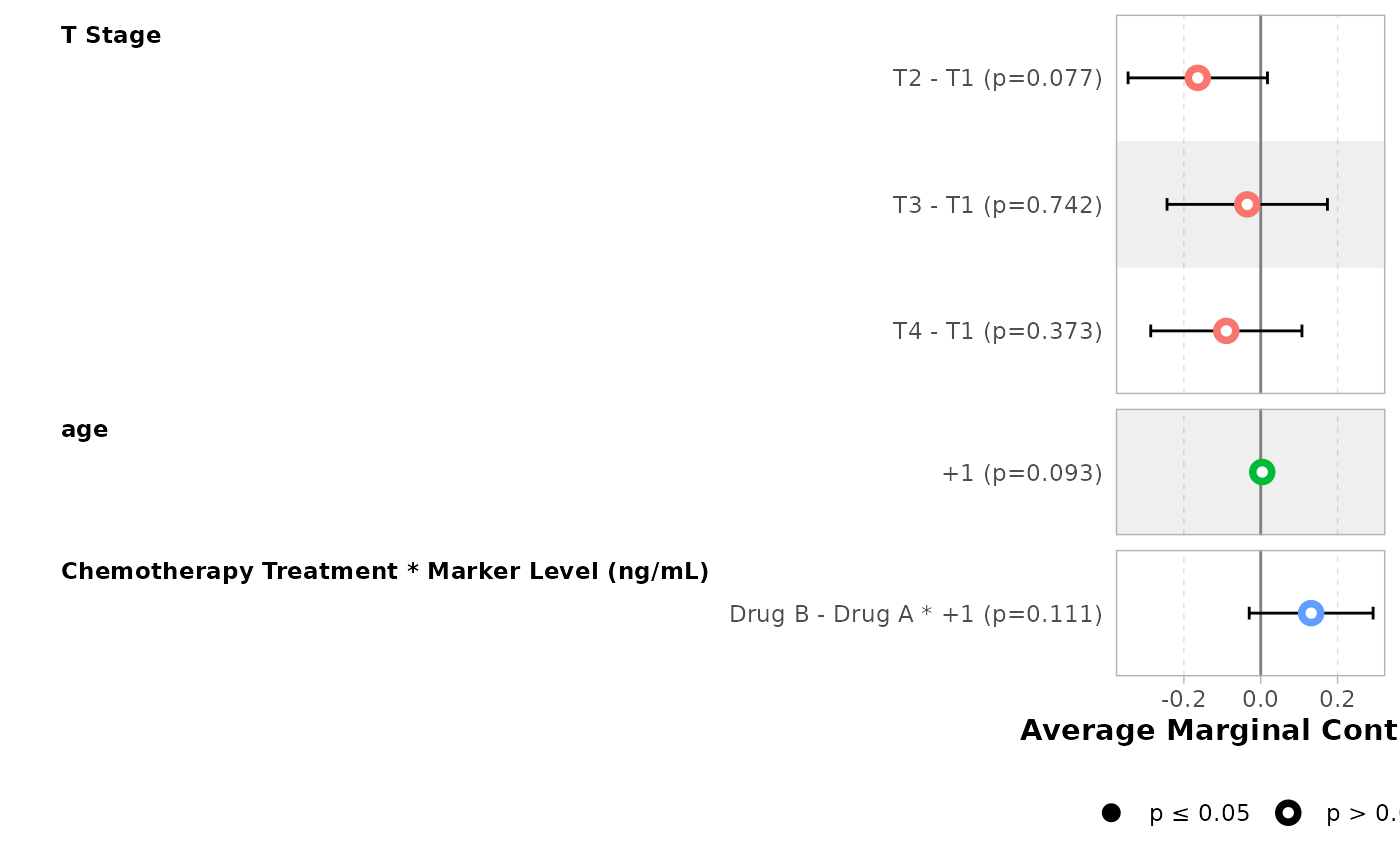 T Stage
T2 - T1 (p=0.077)
T3 - T1 (p=0.742)
T4 - T1 (p=0.373)
age
+1 (p=0.093)
Chemotherapy Treatment * Marker Level (ng/mL)
Drug B - Drug A * +1 (p=0.111)
-0.2 0.0 0.2
Average Marginal Cont
p ≤ 0.05 p > 0.0